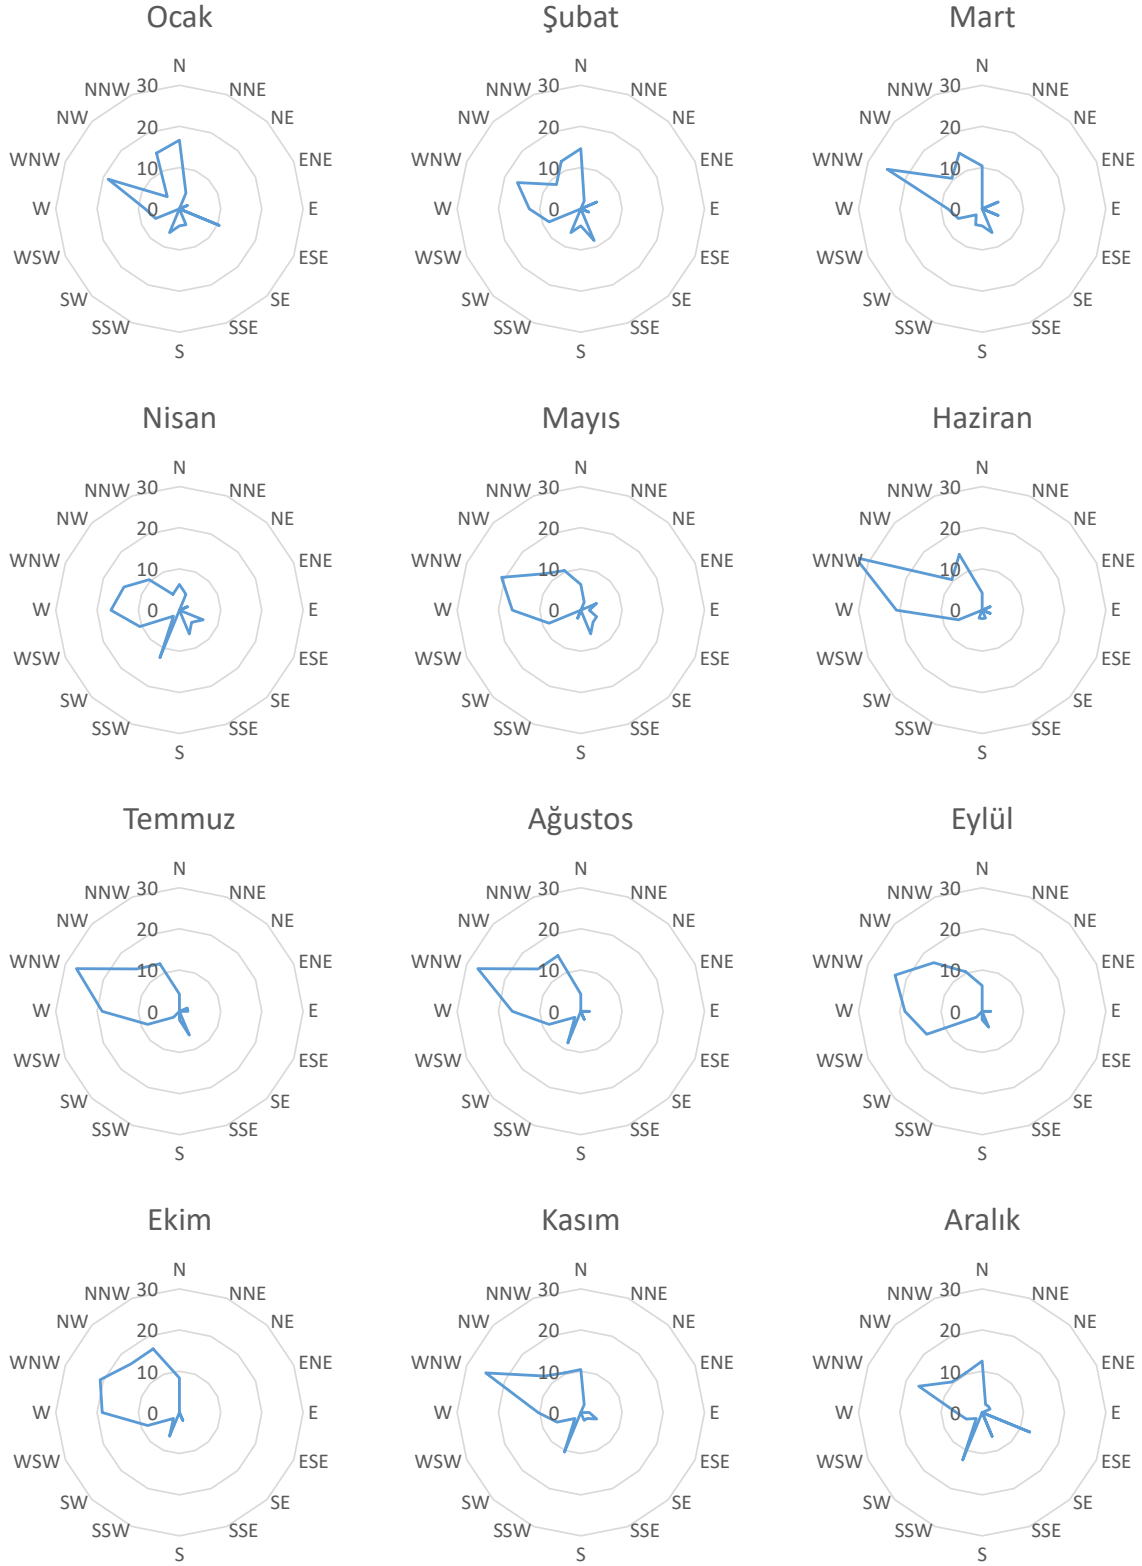 Ocak
N
NNE
NE
ENE
E
ESE
SE
SSE
S
SSW
SW
WSW
W
WNW
NW
NNW
30
20
10
0
Şubat
N
NNE
NE
ENE
E
ESE
SE
SSE
S
SSW
SW
WSW
W
WNW
NW
NNW
30
20
10
0
Mart
N
NNE
NE
ENE
E
ESE
SE
SSE
S
SSW
SW
WSW
W
WNW
NW
NNW
30
20
10
0
Nisan
N
NNE
NE
ENE
E
ESE
SE
SSE
S
SSW
SW
WSW
W
WNW
NW
NNW
30
20
10
0
Mayıs
N
NNE
NE
ENE
E
ESE
SE
SSE
S
SSW
SW
WSW
W
WNW
NW
NNW
30
20
10
0
Haziran
N
NNE
NE
ENE
E
ESE
SE
SSE
S
SSW
SW
WSW
W
WNW
NW
NNW
30
20
10
0
Temmuz
N
NNE
NE
ENE
E
ESE
SE
SSE
S
SSW
SW
WSW
W
WNW
NW
NNW
30
20
10
0
Ağustos
N
NNE
NE
ENE
E
ESE
SE
SSE
S
SSW
SW
WSW
W
WNW
NW
NNW
30
20
10
0
Eylül
N
NNE
NE
ENE
E
ESE
SE
SSE
S
SSW
SW
WSW
W
WNW
NW
NNW
30
20
10
0
Ekim
N
NNE
NE
ENE
E
ESE
SE
SSE
S
SSW
SW
WSW
W
WNW
NW
NNW
30
20
10
0
Kasım
N
NNE
NE
ENE
E
ESE
SE
SSE
S
SSW
SW
WSW
W
WNW
NW
NNW
30
20
10
0
Aralık
N
NNE
NE
ENE
E
ESE
SE
SSE
S
SSW
SW
WSW
W
WNW
NW
NNW
30
20
10
0